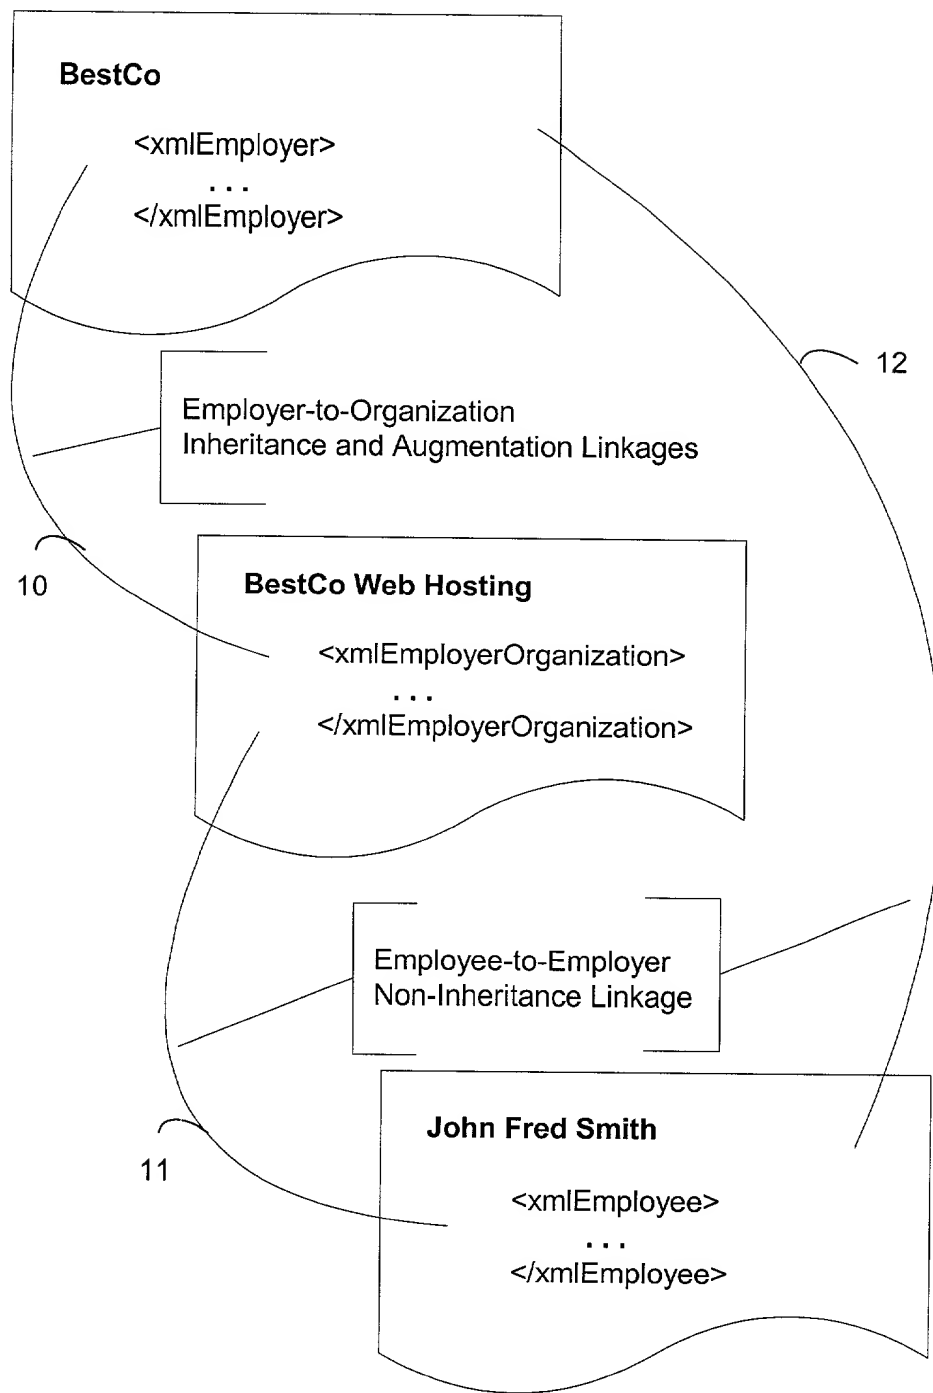 BestCo
<xmlEmployer>
...
</xmlEmployer>
12
Employer-to-Organization
Inheritance and Augmentation Linkages
10
BestCo Web Hosting
<xmlEmployerOrganization>
...
</xmlEmployerOrganization>
Employee-to-Employer
Non-Inheritance Linkage
11
John Fred Smith
<xmlEmployee>
...
</xmlEmployee>